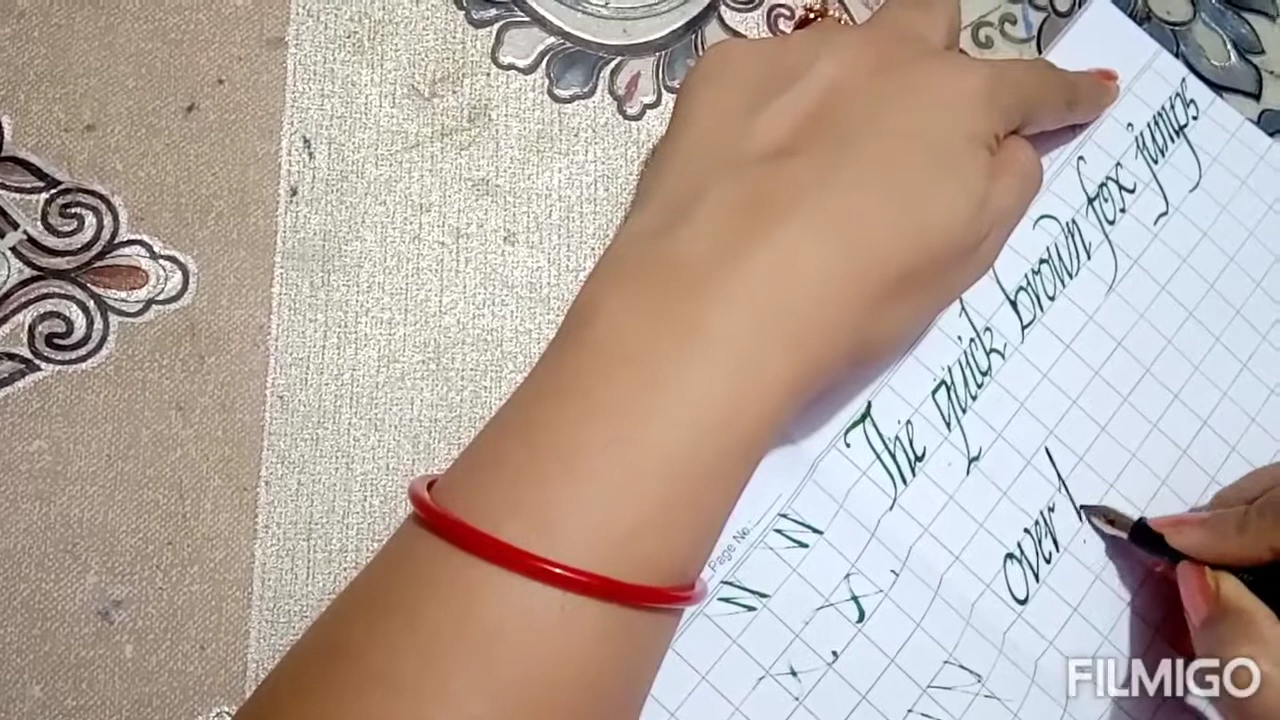 Page No.:
The quick brown fox jumps
over
W W
x, x,
W
FILMIGO